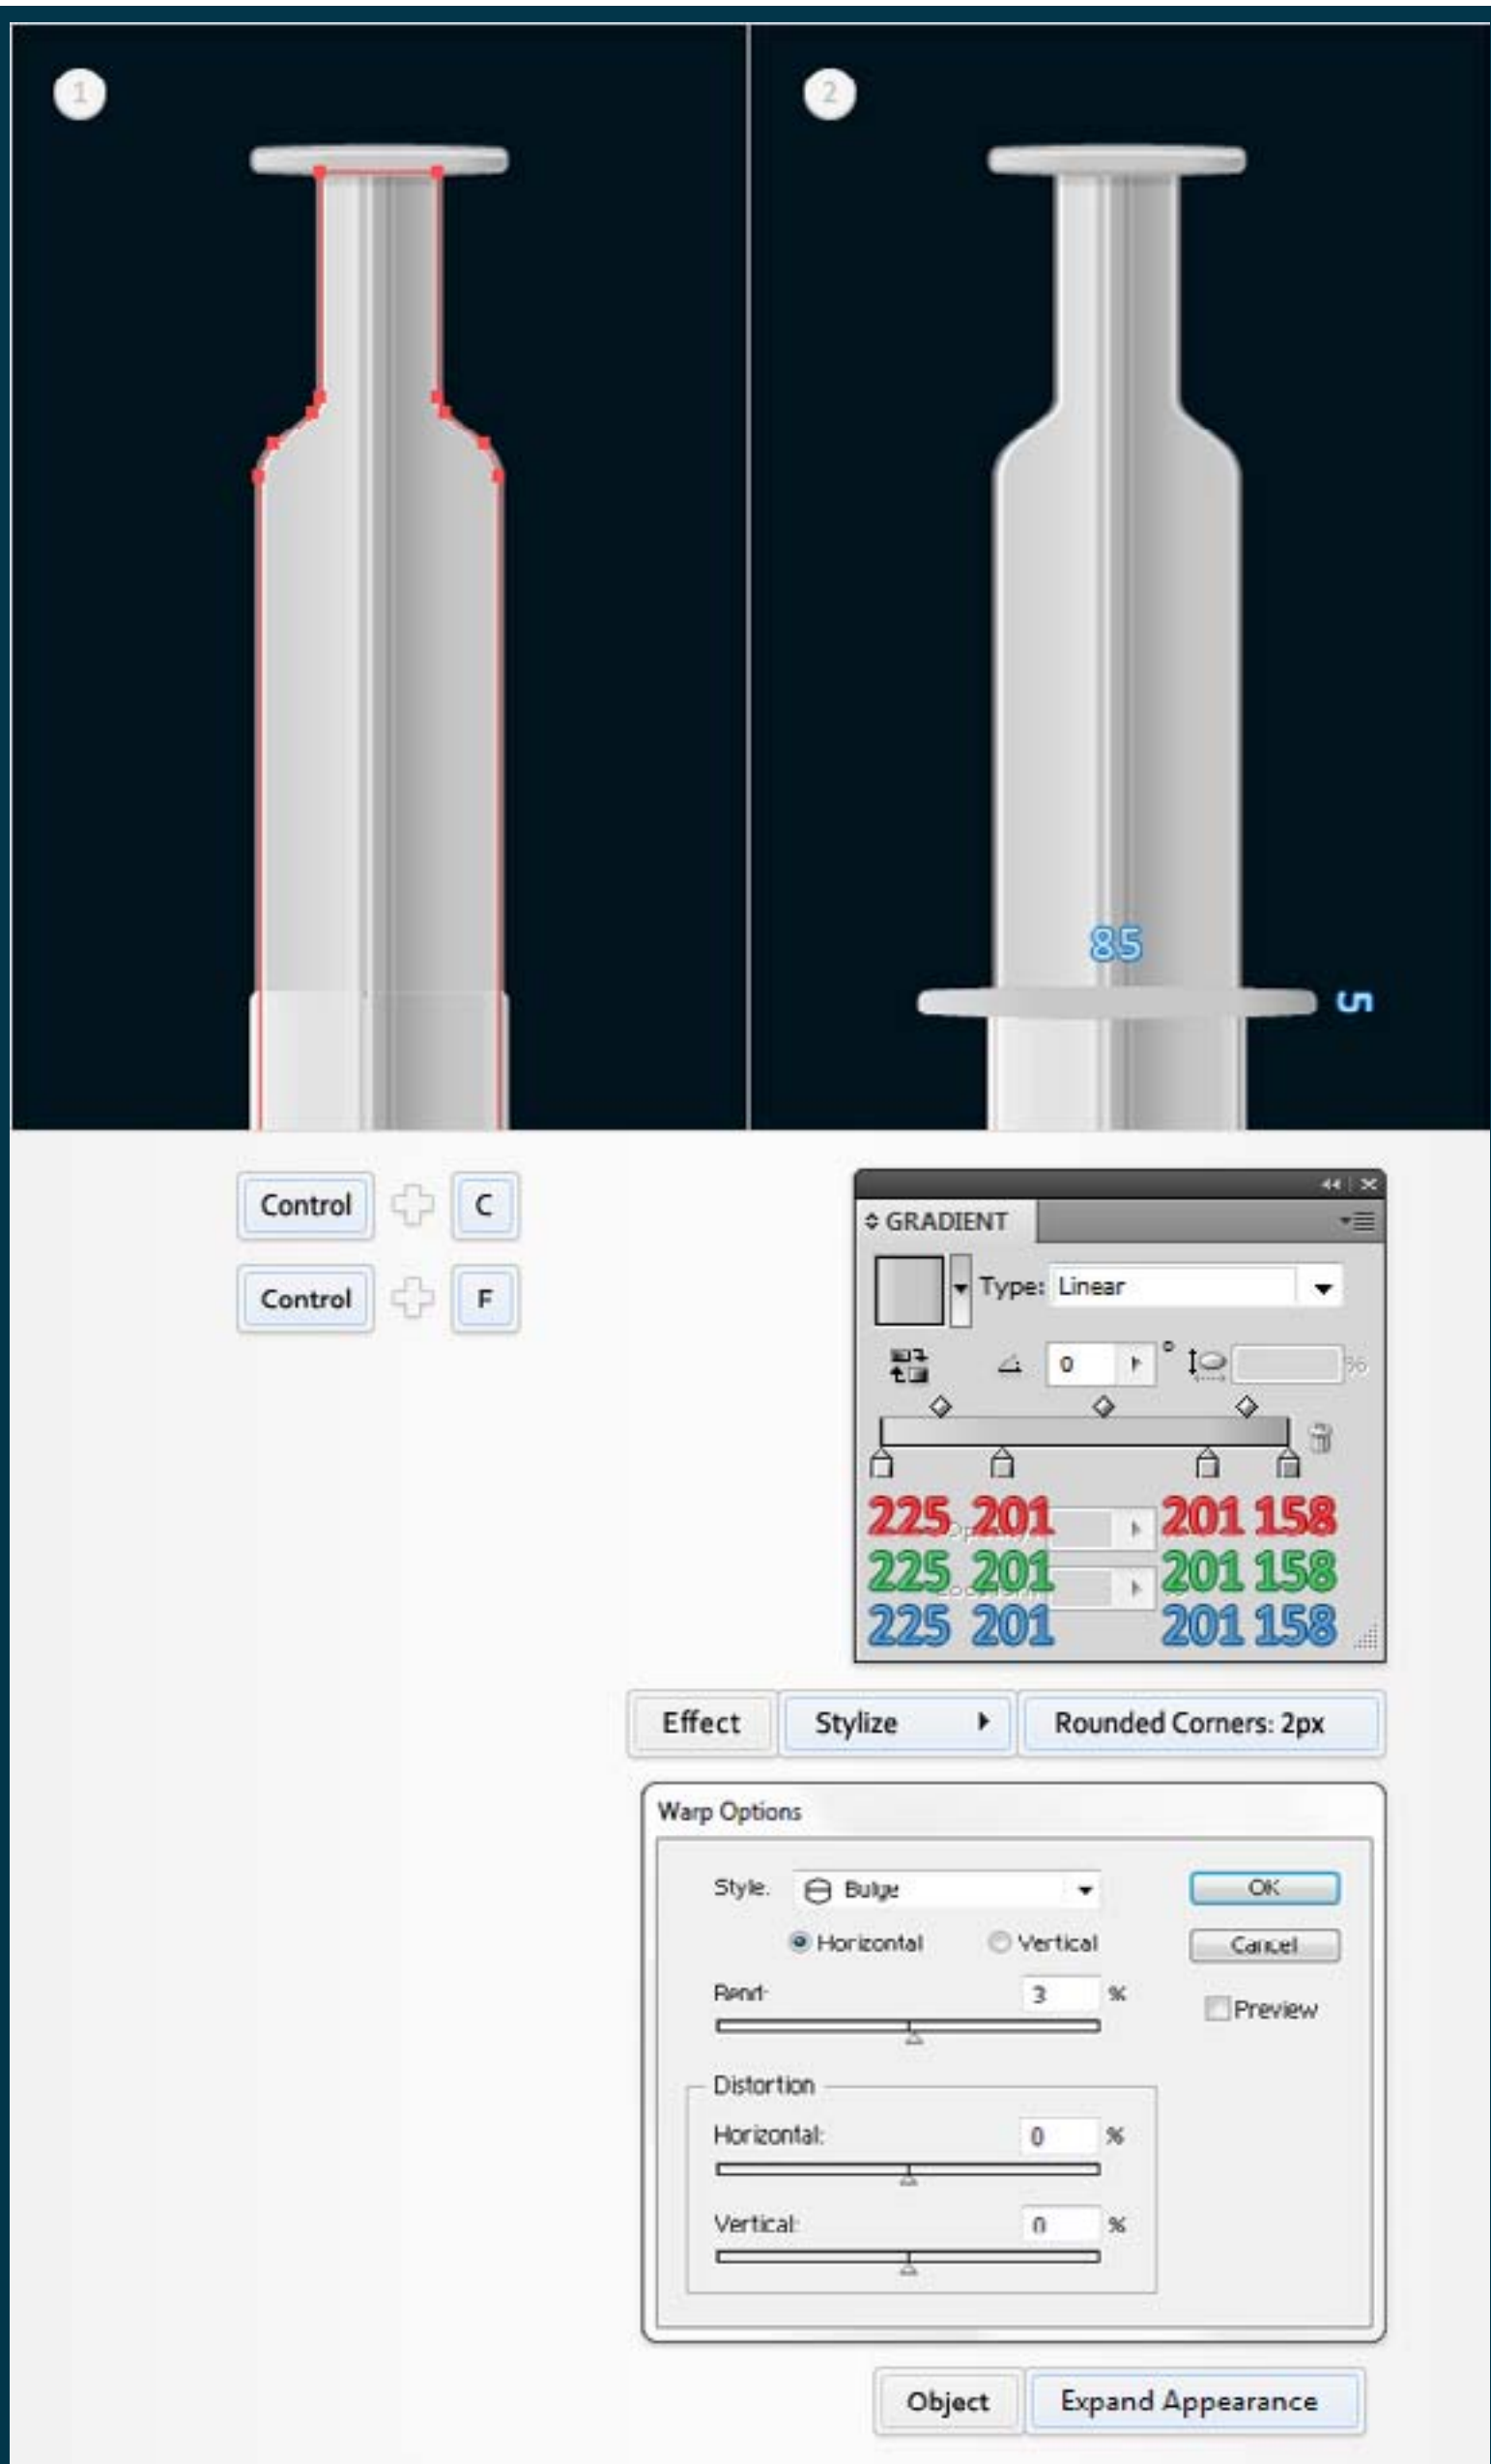 1
2
85
5
Control C
Control F
GRADIENT
Type: Linear
0 ° %
225 201 201 158
225 201 201 158
225 201 201 158
Effect Stylize Rounded Corners: 2px
Warp Options
Style: Bulge OK
Horizontal Vertical Cancel
Bend: 3 % Preview
Distortion
Horizontal: 0 %
Vertical: 0 %
Object Expand Appearance